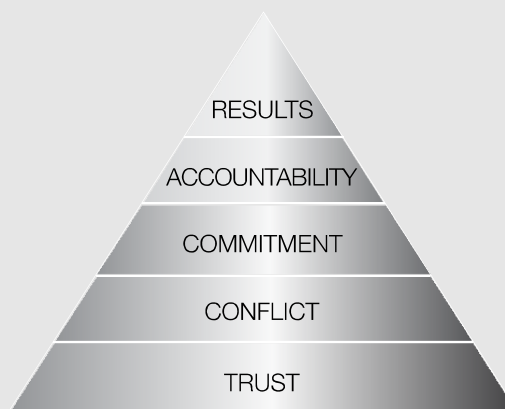 RESULTS
ACCOUNTABILITY
COMMITMENT
CONFLICT
TRUST